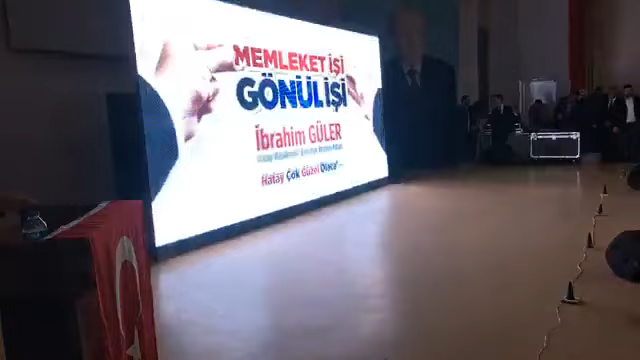 MEMLEKET İŞİ
GÖNÜL İŞİ
İbrahim GÜLER
Hatay Çok Güzel Olacak